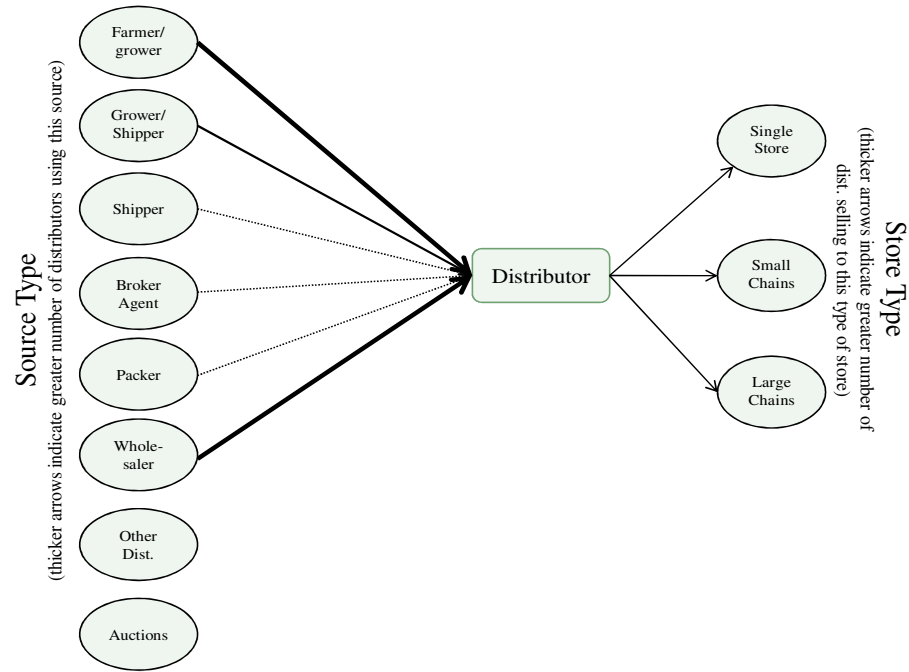 Source Type
(thicker arrows indicate greater number of distributors using this source)
Farmer/
grower
Grower/
Shipper
Shipper
Broker
Agent
Packer
Whole-
saler
Other
Dist.
Auctions
Distributor
Single
Store
Small
Chains
Large
Chains
Store Type
(thicker arrows indicate greater number of
dist. selling to this type of store)